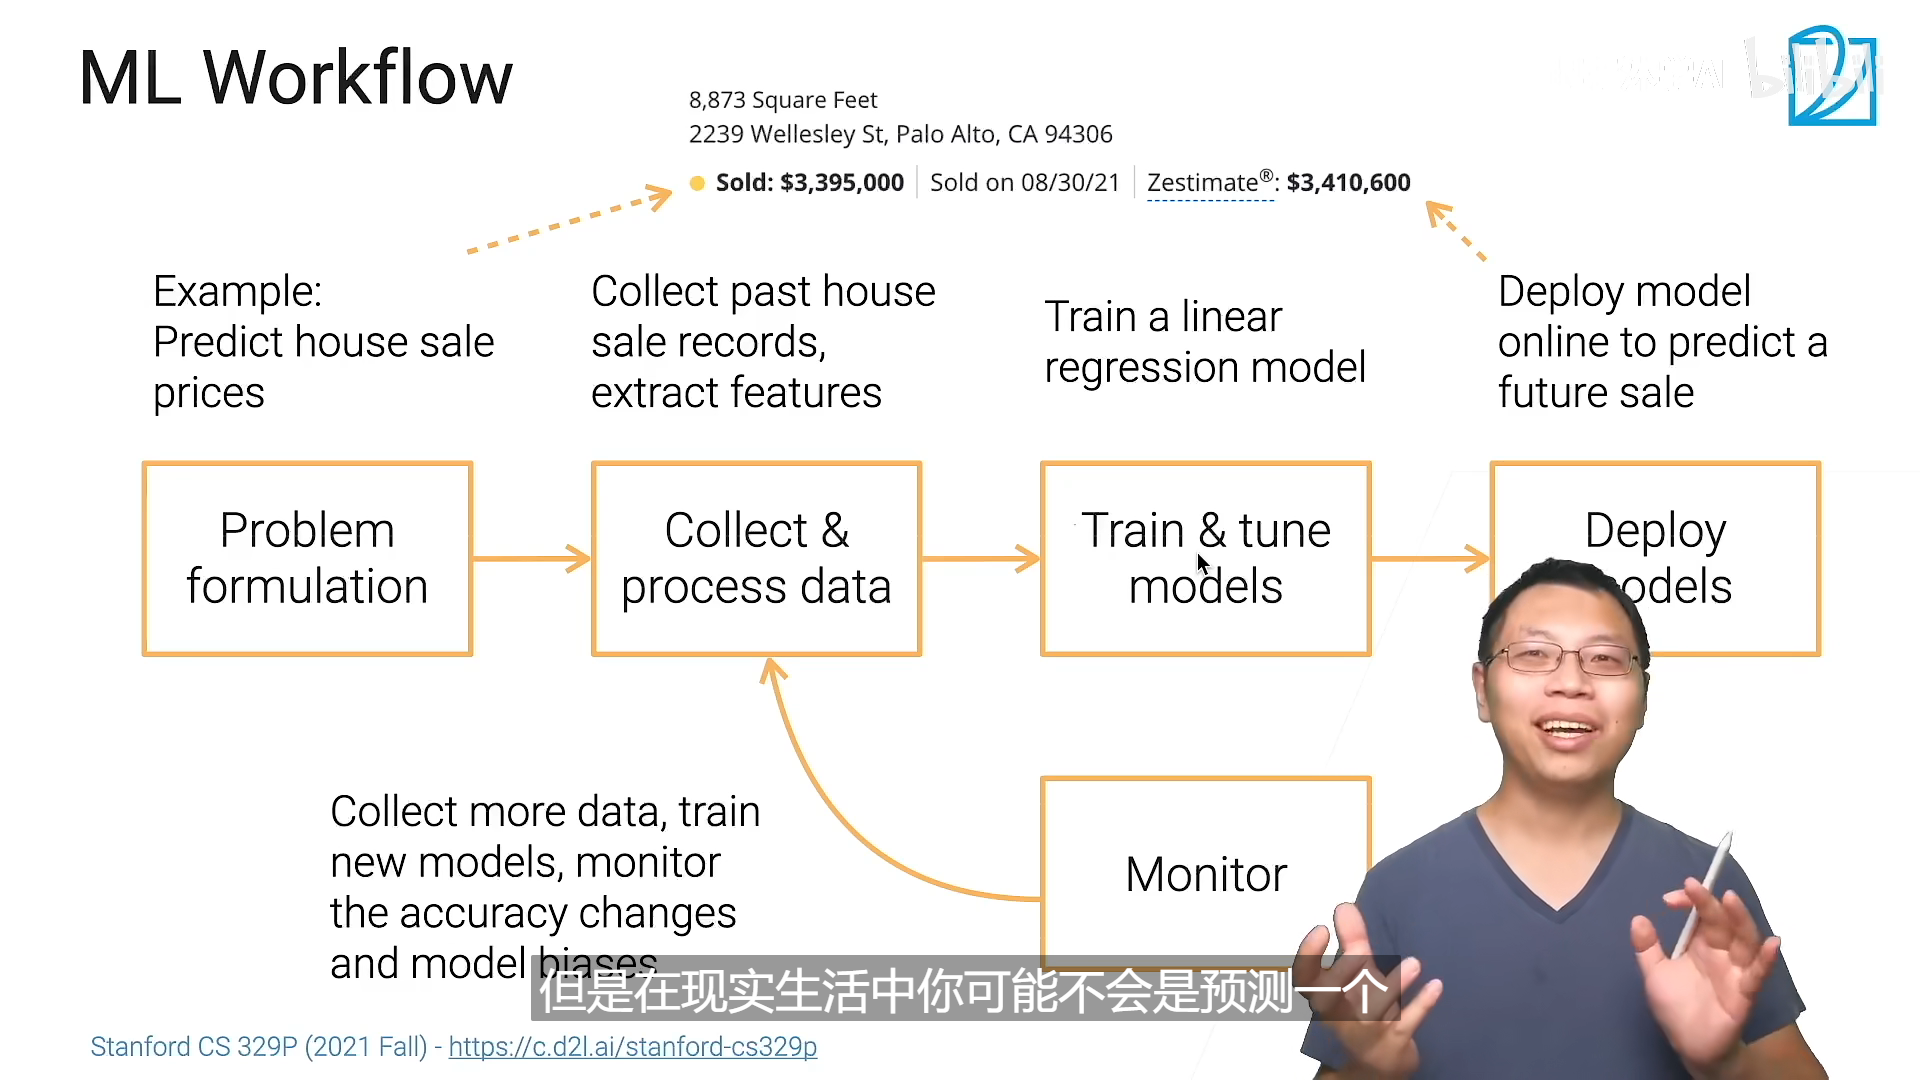 ML Workflow
8,873 Square Feet
2239 Wellesley St, Palo Alto, CA 94306
Sold: $3,395,000 Sold on 08/30/21 Zestimate®: $3,410,600
Example:
Predict house sale
prices
Collect past house
sale records,
extract features
Train a linear
regression model
Deploy model
online to predict a
future sale
Problem
formulation
Collect &
process data
Train & tune
models
Deploy
odels
Monitor
Collect more data, train
new models, monitor
the accuracy changes
and model biases
但是在现实生活中你可能不会是预测一个
Stanford CS 329P (2021 Fall) - https://c.d2l.ai/stanford-cs329p
bilibili